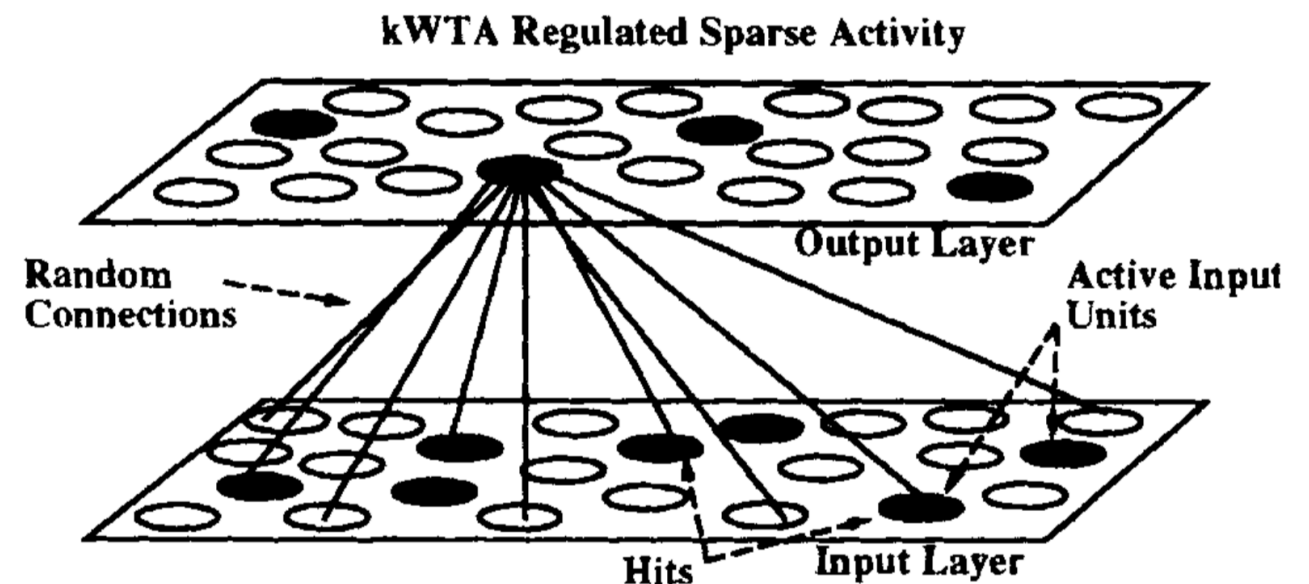 kWTA Regulated Sparse Activity
Output Layer
Random
Connections
Active Input
Units
Hits
Input Layer